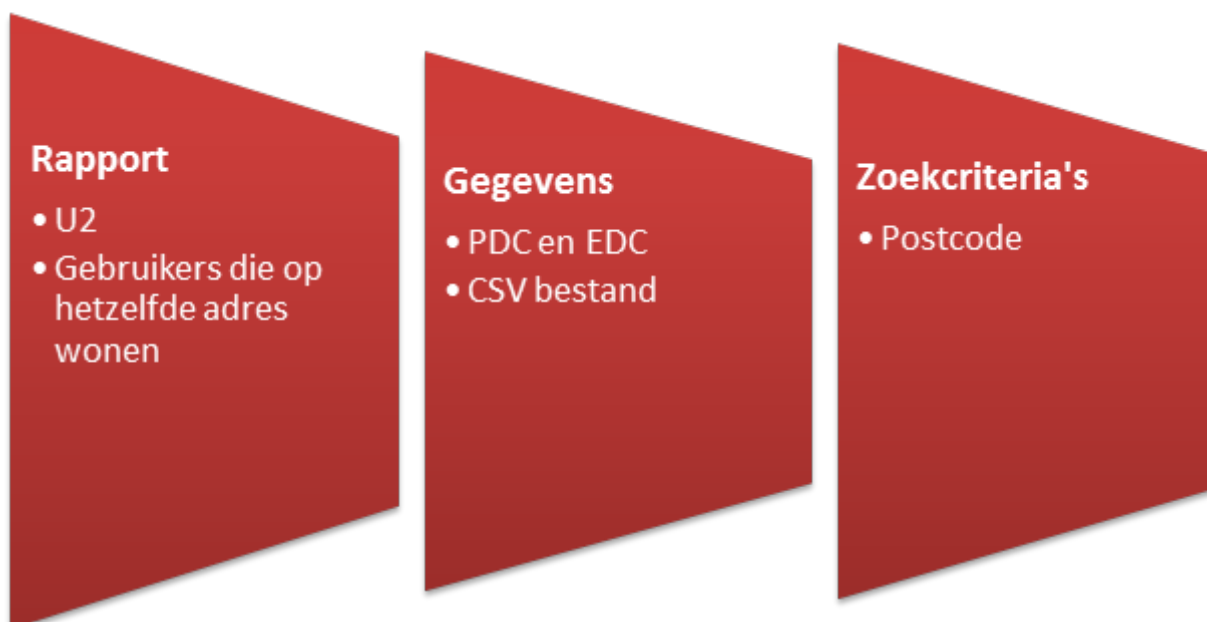 Rapport
• U2
• Gebruikers die op
hetzelfde adres
wonen
Gegevens
• PDC en EDC
• CSV bestand
Zoekcriteria's
• Postcode